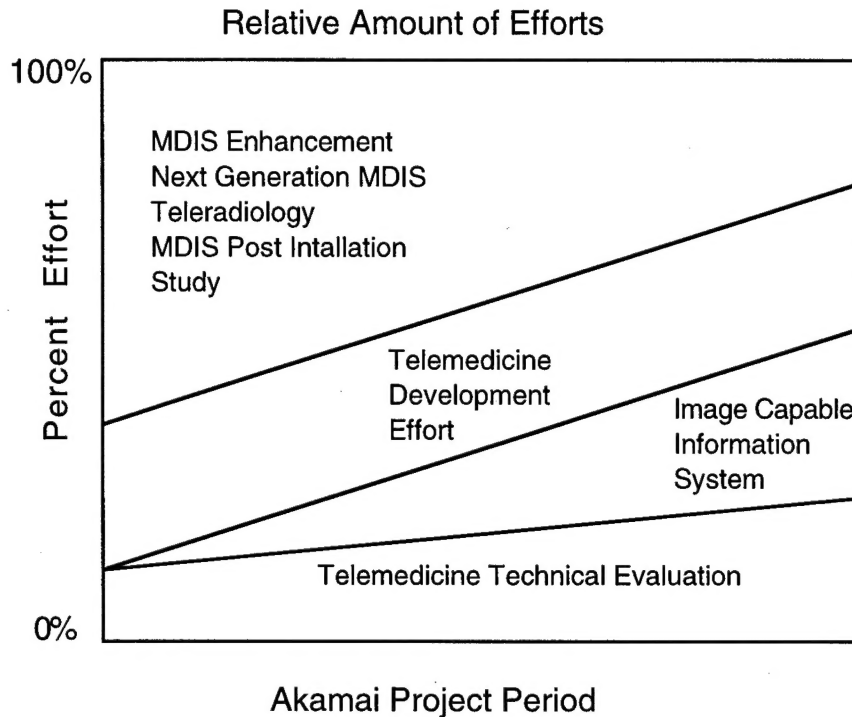 Relative Amount of Efforts
100%
MDIS Enhancement
Next Generation MDIS
Teleradiology
MDIS Post Intallation
Study
Percent Effort
Telemedicine
Development
Effort
Image Capable
Information
System
Telemedicine Technical Evaluation
0%
Akamai Project Period